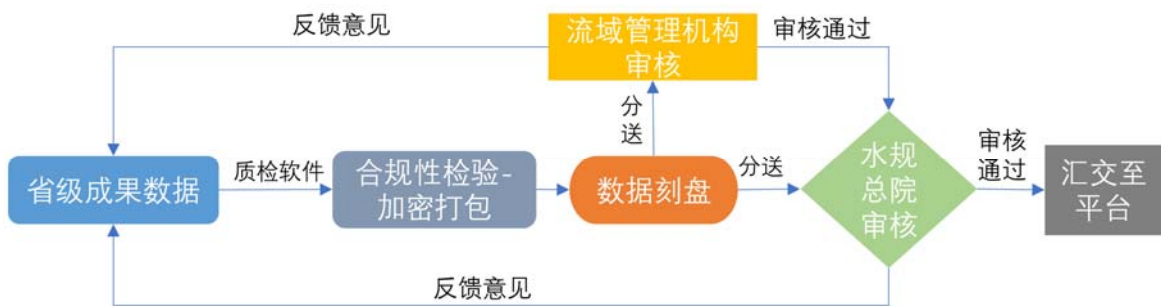 反馈意见
流域管理机构
审核
审核通过
分
送
省级成果数据
质检软件
合规性检验-
加密打包
数据刻盘
分送
水规
总院
审核
审核
通过
汇交至
平台
反馈意见